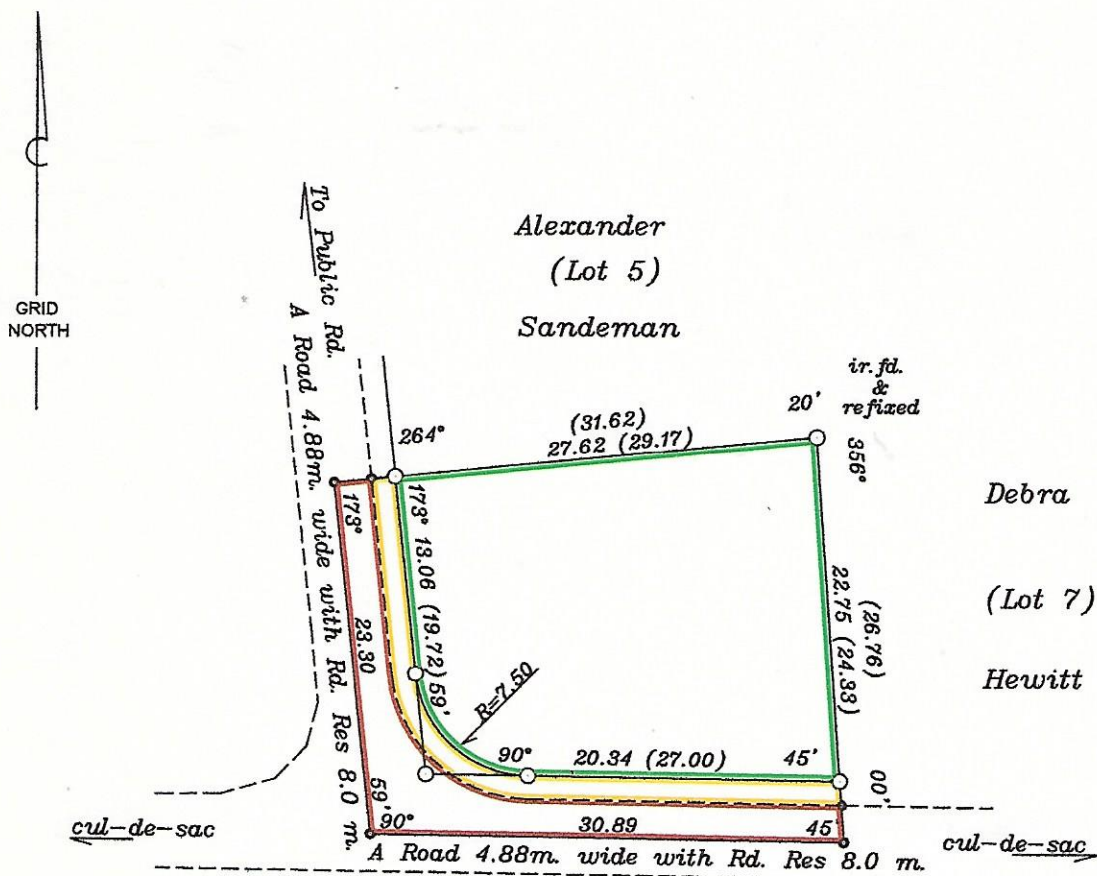 GRID
NORTH
To Public Rd.
A Road 4.88m. wide with Rd. Res 8.0 m.
Alexander
(Lot 5)
Sandeman
ir.fd.
&
refixed
264°
(31.62)
27.62 (29.17)
20'
356°
Debra
(Lot 7)
Hewitt
173°
173°
13.06 (19.72)
59'
23.30
22.75 (24.33)
(26.76)
R=7.50
90°
20.34 (27.00)
45'
00'
59'
90°
30.89
45'
cul-de-sac
cul-de-sac
A Road 4.88m. wide with Rd. Res 8.0 m.